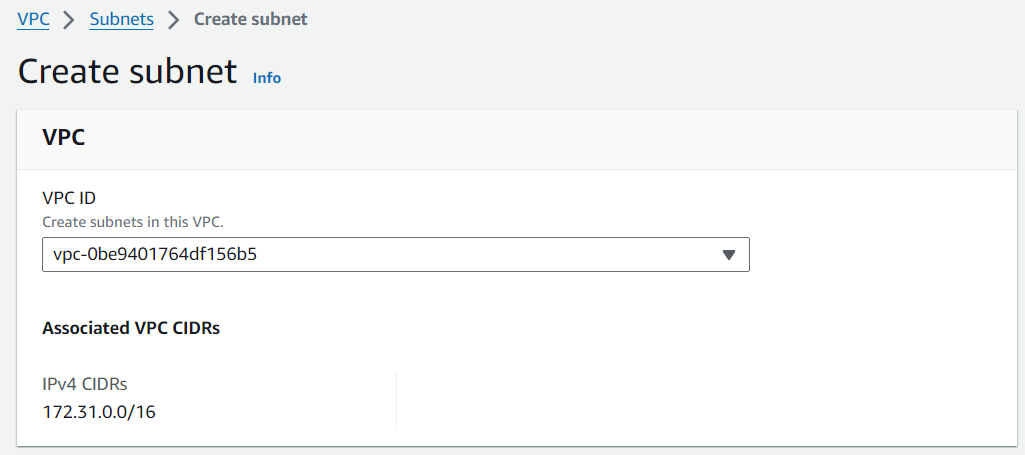 VPC > Subnets > Create subnet
Create subnet Info
VPC
VPC ID
Create subnets in this VPC.
vpc-0be9401764df156b5
Associated VPC CIDRs
IPv4 CIDRs
172.31.0.0/16